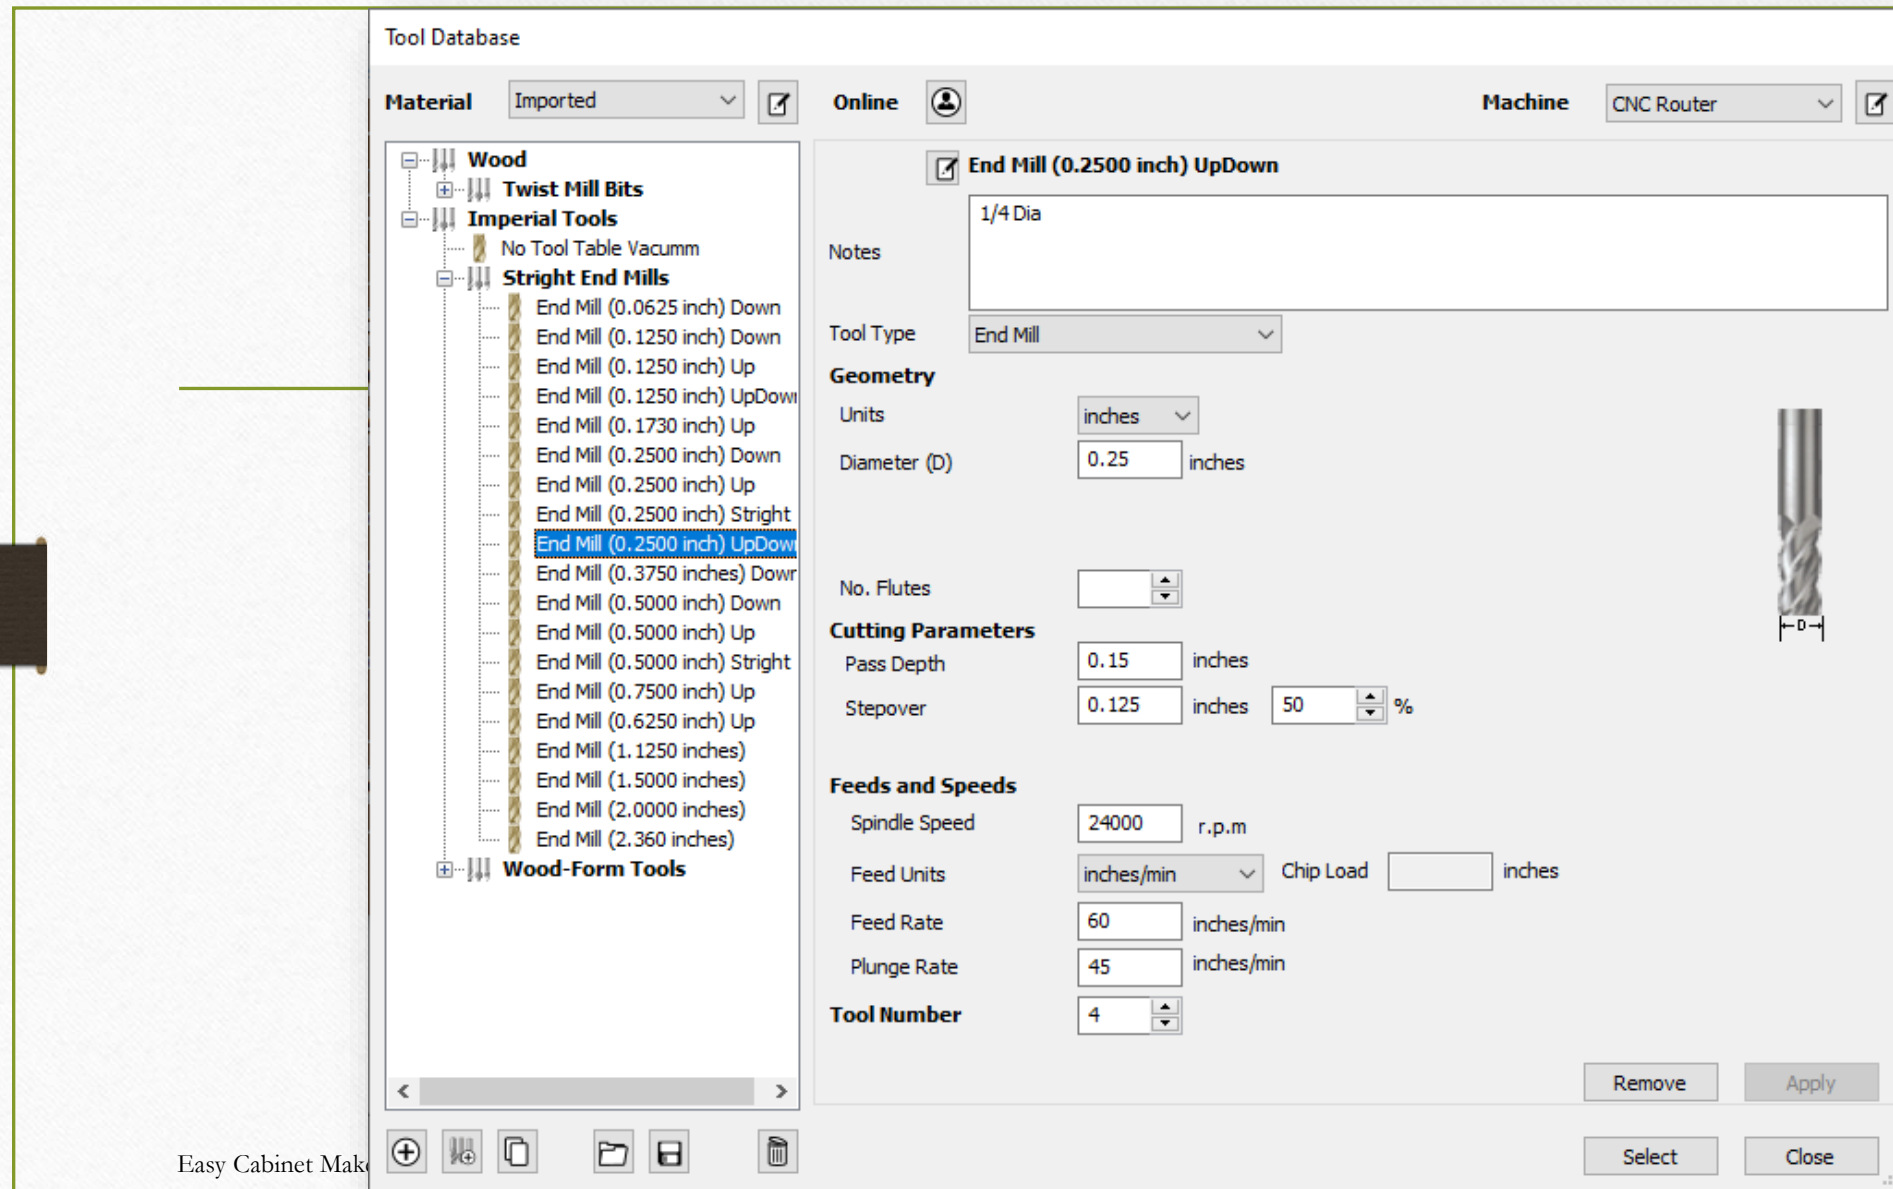 Tool Database
Material Imported Online Machine CNC Router
Wood
Twist Mill Bits
Imperial Tools
No Tool Table Vacumm
Stright End Mills
End Mill (0.0625 inch) Down
End Mill (0.1250 inch) Down
End Mill (0.1250 inch) Up
End Mill (0.1250 inch) UpDown
End Mill (0.1730 inch) Up
End Mill (0.2500 inch) Down
End Mill (0.2500 inch) Up
End Mill (0.2500 inch) Stright
End Mill (0.2500 inch) UpDown
End Mill (0.3750 inches) Down
End Mill (0.5000 inch) Down
End Mill (0.5000 inch) Up
End Mill (0.5000 inch) Stright
End Mill (0.7500 inch) Up
End Mill (0.6250 inch) Up
End Mill (1.1250 inches)
End Mill (1.5000 inches)
End Mill (2.0000 inches)
End Mill (2.360 inches)
Wood-Form Tools
End Mill (0.2500 inch) UpDown
Notes 1/4 Dia
Tool Type End Mill
Geometry
Units inches
Diameter (D) 0.25 inches
No. Flutes
D
Cutting Parameters
Pass Depth 0.15 inches
Stepover 0.125 inches 50 %
Feeds and Speeds
Spindle Speed 24000 r.p.m
Feed Units inches/min Chip Load inches
Feed Rate 60 inches/min
Plunge Rate 45 inches/min
Tool Number 4
Remove Apply
Select Close
Easy Cabinet Make